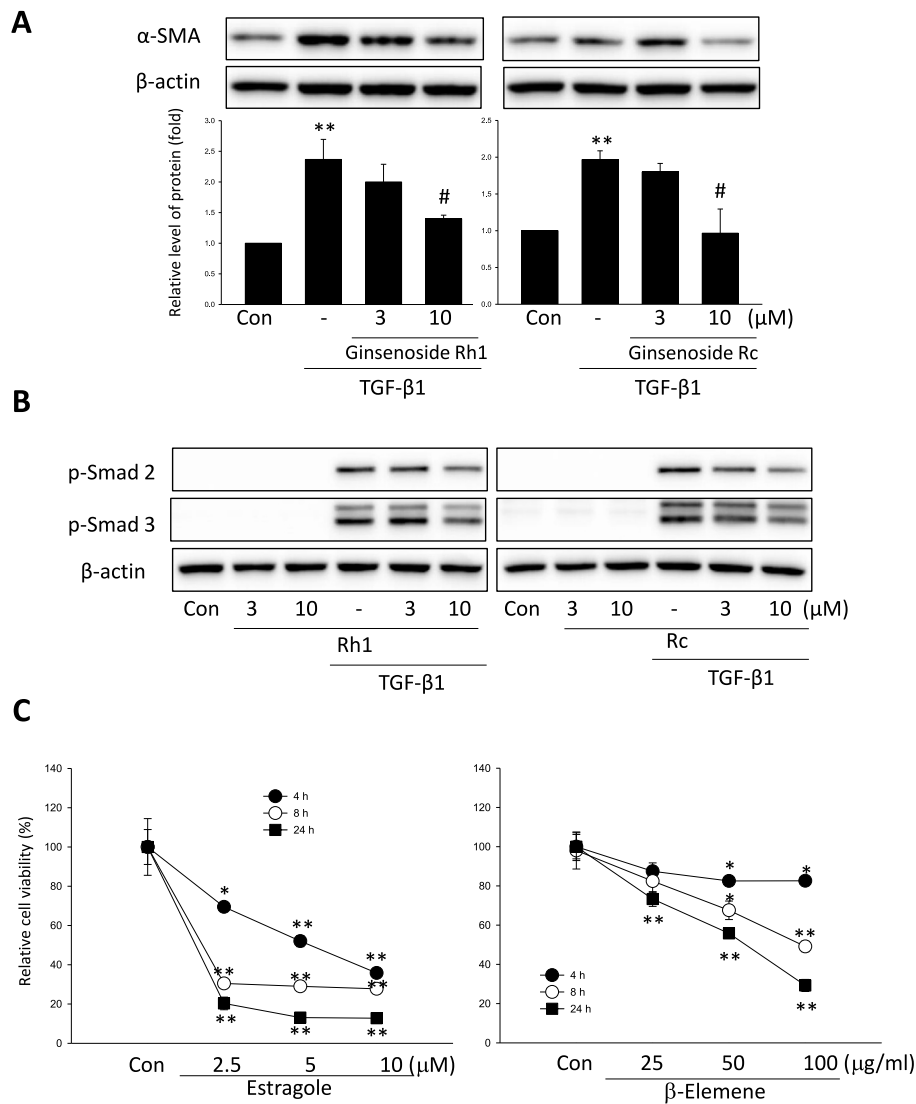 A
α-SMA
β-actin
Relative level of protein (fold)
3.0
2.5
2.0
1.5
1.0
0.5
0.0
**
#
Con - 3 10
Ginsenoside Rh1
TGF-β1
2.5
2.0
1.5
1.0
0.5
0.0
**
#
Con - 3 10 (μM)
Ginsenoside Rc
TGF-β1
B
p-Smad 2
p-Smad 3
β-actin
Con 3 10 - 3 10
Rh1
TGF-β1
Con 3 10 - 3 10 (μM)
Rc
TGF-β1
C
Relative cell viability (%)
140
120
100
80
60
40
20
0
4 h
8 h
24 h
*
**
**
**
**
**
**
**
**
Con 2.5 5 10 (μM)
Estragole
140
120
100
80
60
40
20
0
*
*
*
**
**
**
**
4 h
8 h
24 h
Con 25 50 100 (μg/ml)
β-Elemene